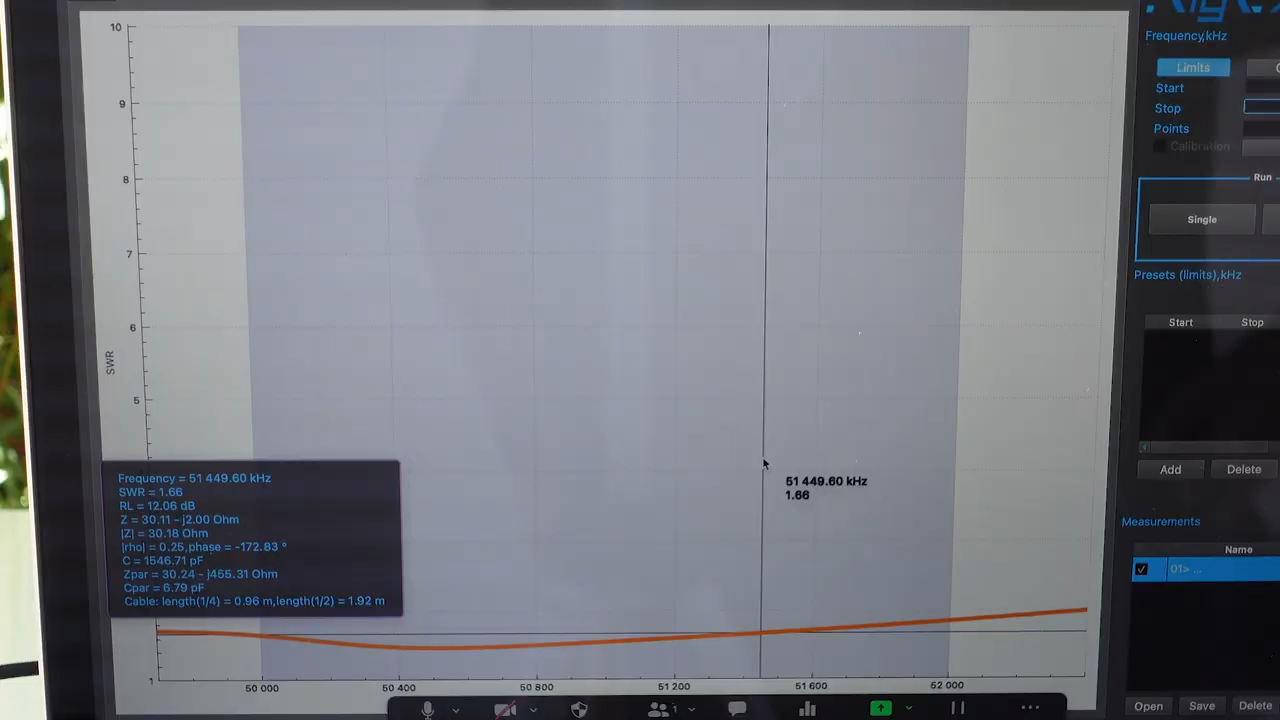 10
9
8
7
6
5
1
SWR
50 000
50 400
50 800
51 200
51 600
52 000
51 449.60 kHz
1.66
Frequency = 51 449.60 kHz
SWR = 1.66
RL = 12.06 dB
Z = 30.11 - j2.00 Ohm
|Z| = 30.18 Ohm
|rho| = 0.25,phase = -172.83 °
C = 1546.71 pF
Zpar = 30.24 - j455.31 Ohm
Cpar = 6.79 pF
Cable: length(1/4) = 0.96 m,length(1/2) = 1.92 m
Frequency,kHz
Limits
Start
Stop
Points
Calibration
Run
Single
Presets (limits),kHz
Start Stop
Add Delete
Measurements
Name
01> ...
Open Save Delete
1